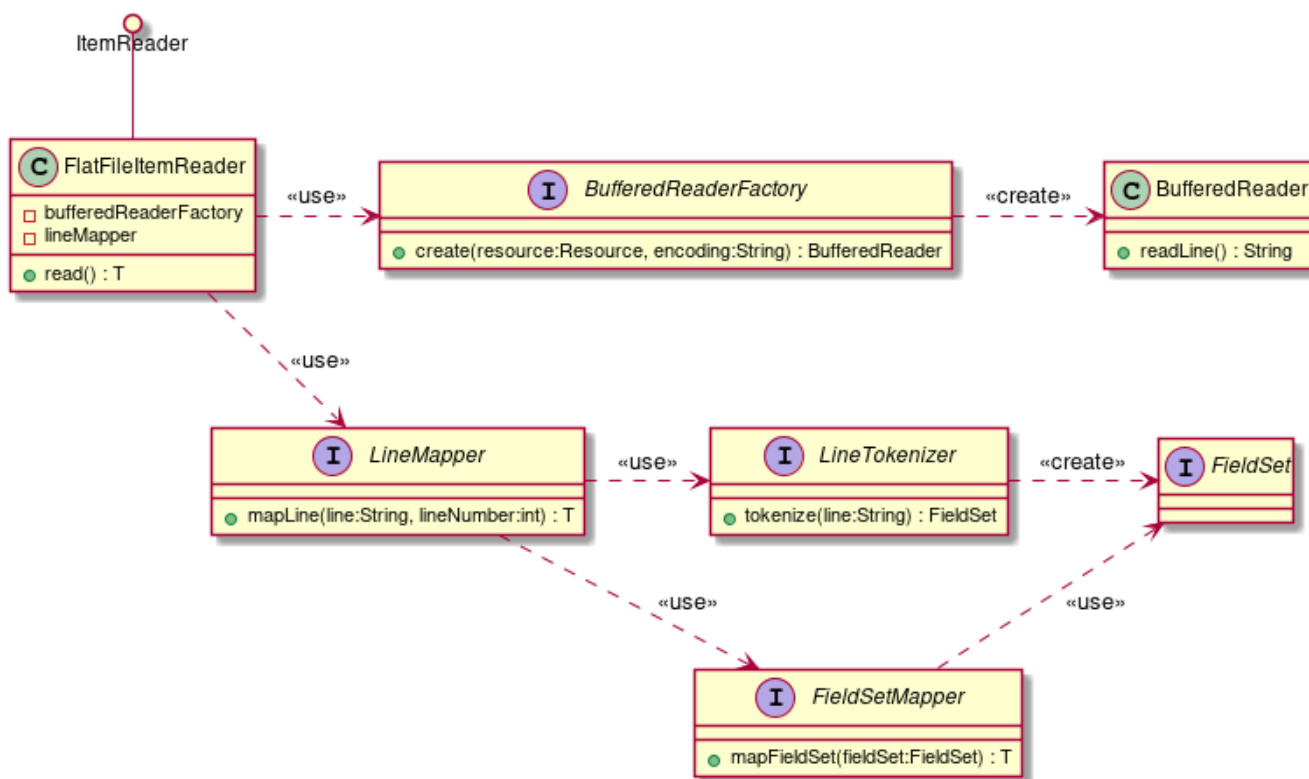 ItemReader
C FlatFileItemReader
bufferedReaderFactory
lineMapper
read() : T
«use»
I BufferedReaderFactory
create(resource:Resource, encoding:String) : BufferedReader
«create»
C BufferedReader
readLine() : String
«use»
I LineMapper
mapLine(line:String, lineNumber:int) : T
«use»
I LineTokenizer
tokenize(line:String) : FieldSet
«create»
I FieldSet
«use»
«use»
I FieldSetMapper
mapFieldSet(fieldSet:FieldSet) : T